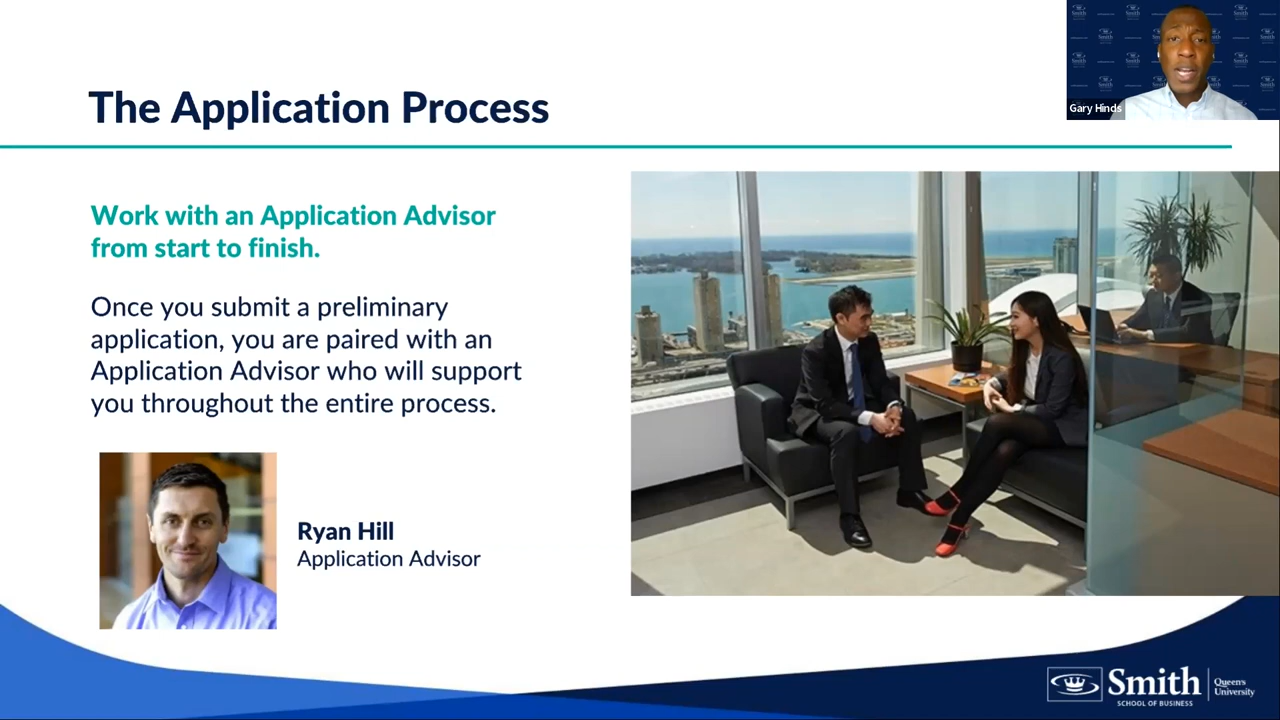 Gary Hinds
The Application Process
Work with an Application Advisor
from start to finish.
Once you submit a preliminary
application, you are paired with an
Application Advisor who will support
you throughout the entire process.
Ryan Hill
Application Advisor
Smith
SCHOOL OF BUSINESS
Queen's
University